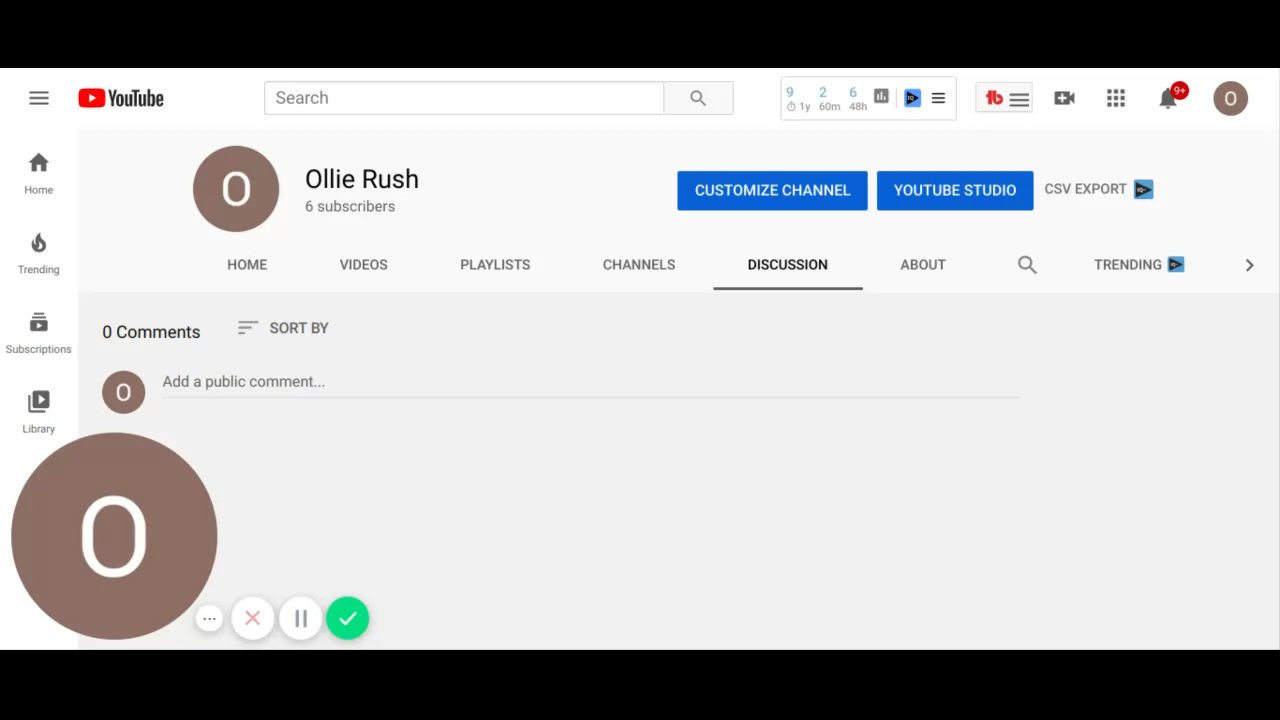 YouTube
Search
9 2 6
1y 60m 48h
9+
O
Home
Trending
Subscriptions
Library
O
Ollie Rush
6 subscribers
CUSTOMIZE CHANNEL
YOUTUBE STUDIO
CSV EXPORT
HOME
VIDEOS
PLAYLISTS
CHANNELS
DISCUSSION
ABOUT
TRENDING
0 Comments
SORT BY
O
Add a public comment...
O